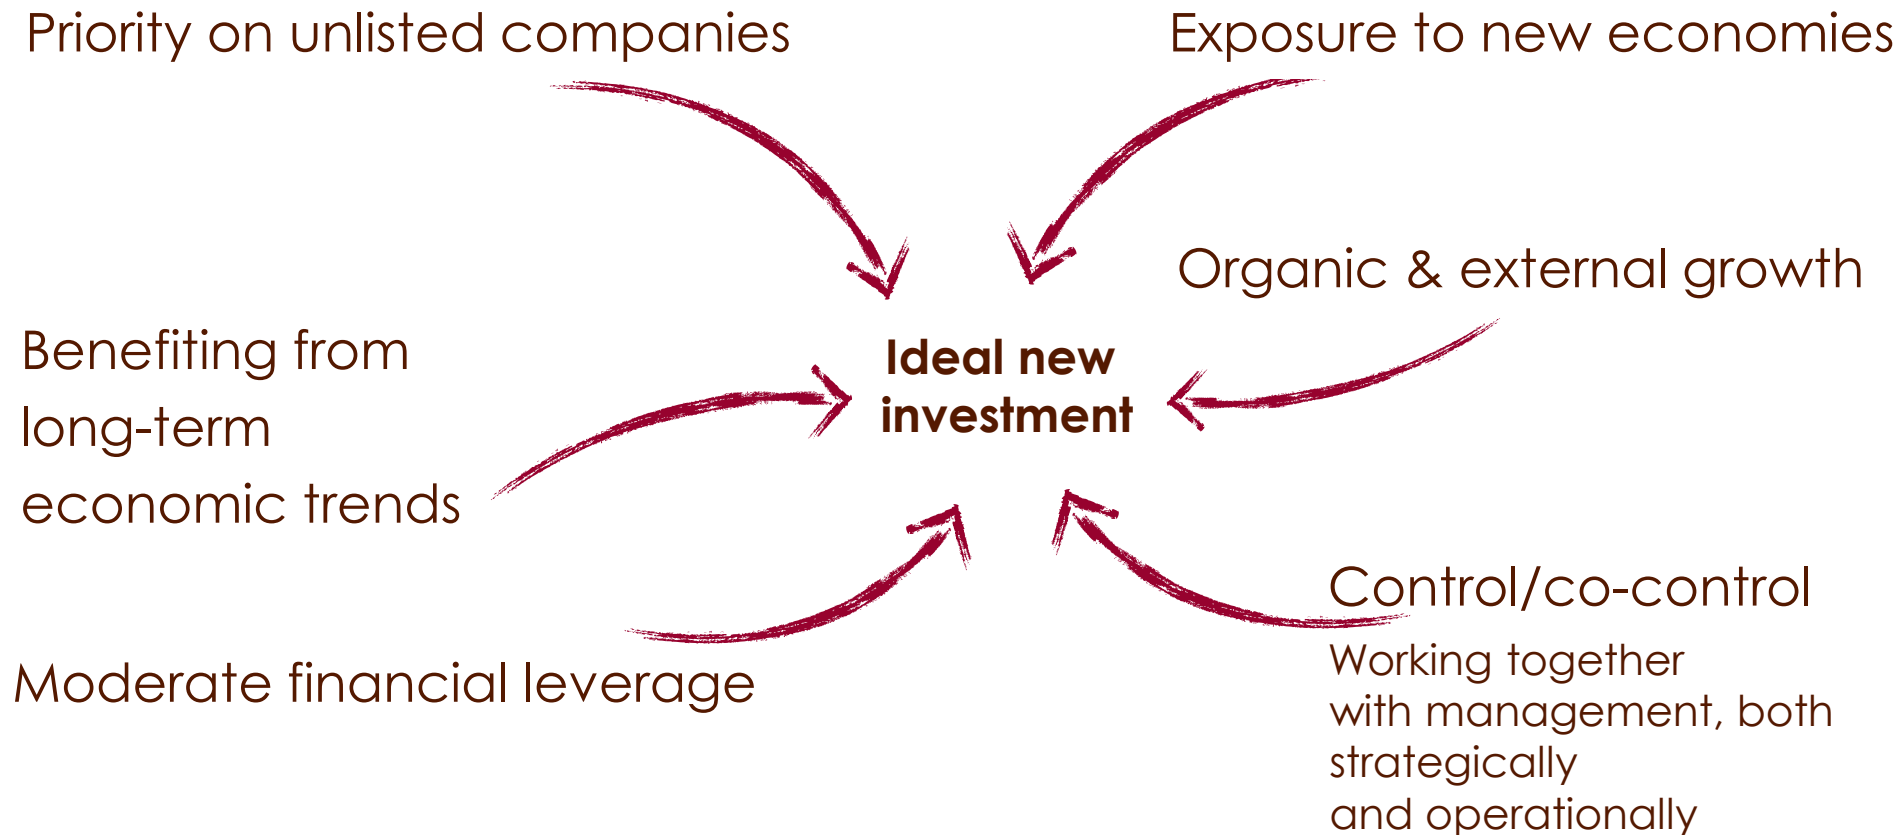 Priority on unlisted companies
Exposure to new economies
Organic & external growth
Benefiting from
long-term
economic trends
Ideal new
investment
Moderate financial leverage
Control/co-control
Working together
with management, both
strategically
and operationally